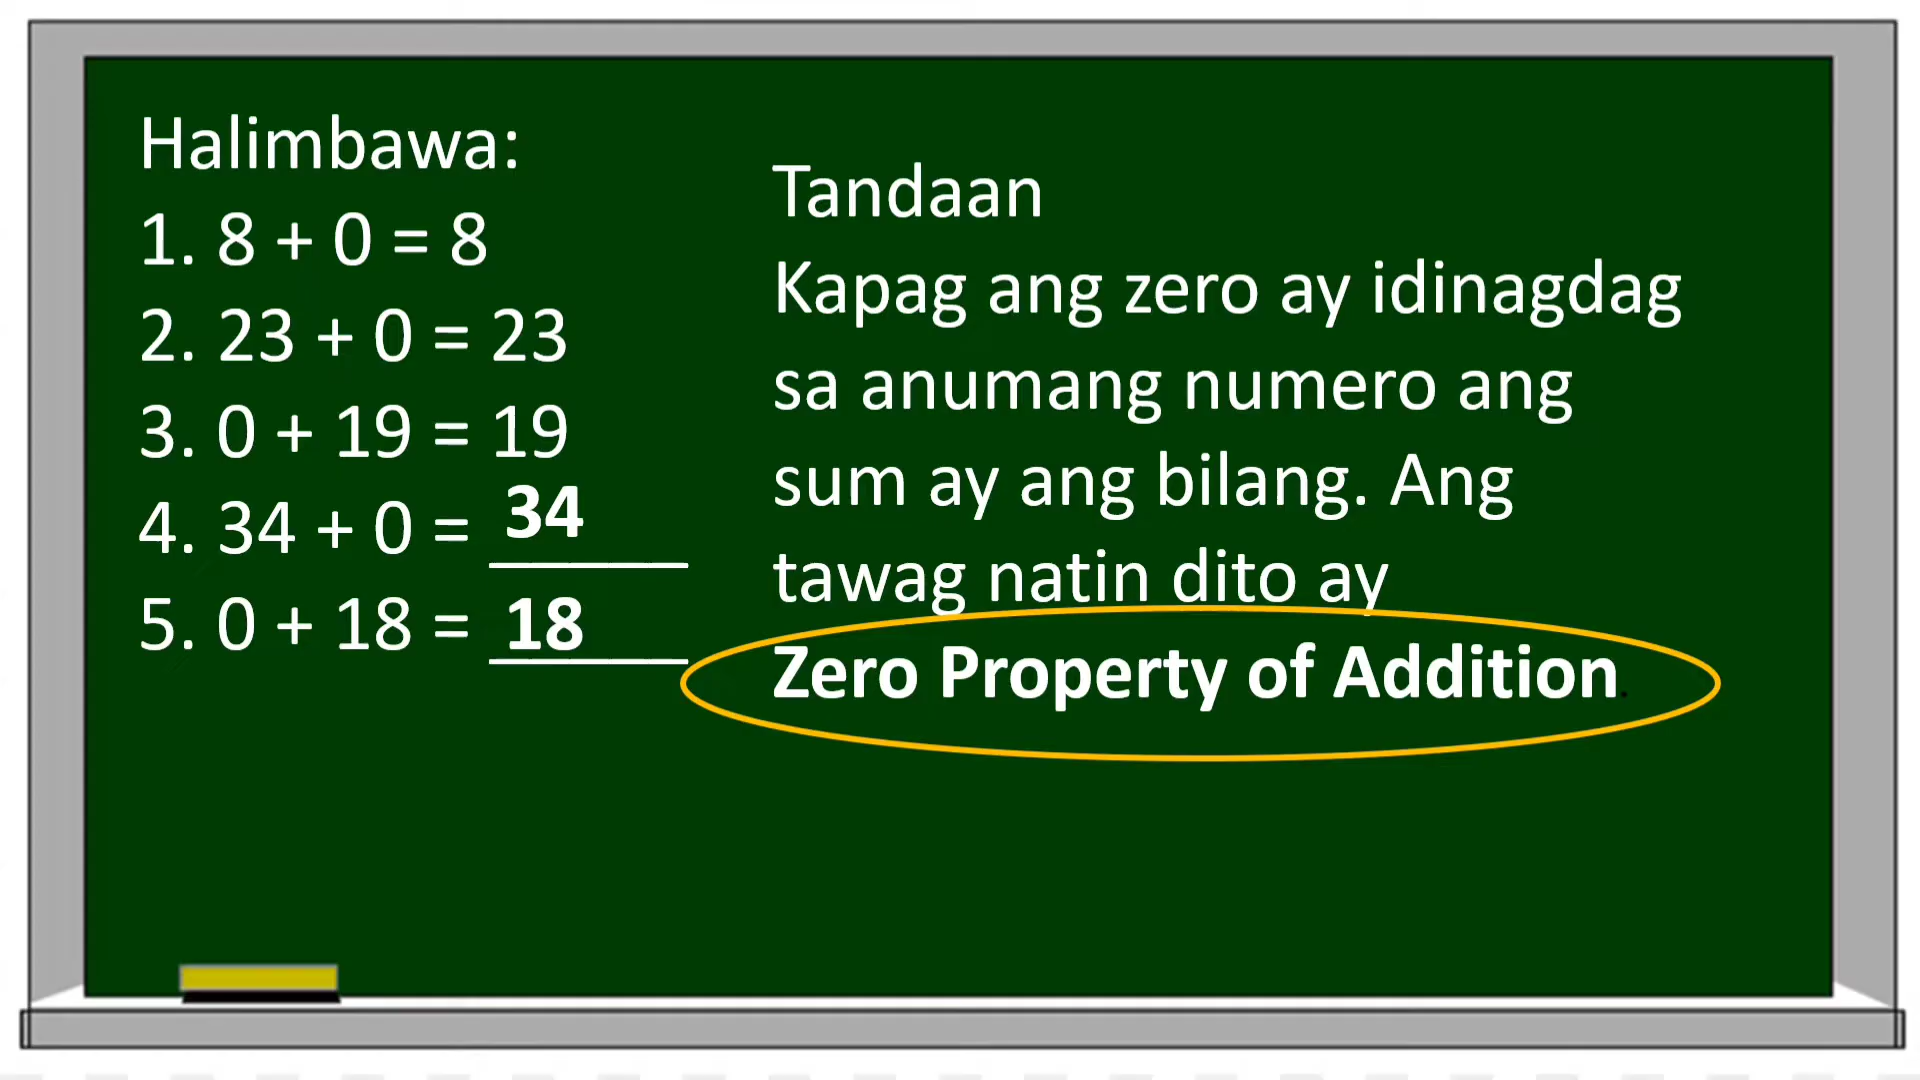 Halimbawa:
1. 8 + 0 = 8
2. 23 + 0 = 23
3. 0 + 19 = 19
4. 34 + 0 = 34
5. 0 + 18 = 18
Tandaan
Kapag ang zero ay idinagdag
sa anumang numero ang
sum ay ang bilang. Ang
tawag natin dito ay
Zero Property of Addition.